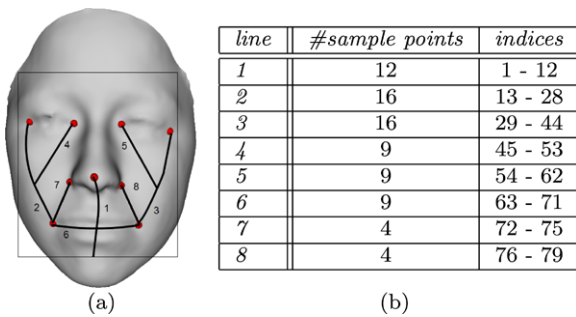 4
5
7
8
2
1
3
6
(a)
line #sample points indices
1 12 1 - 12
2 16 13 - 28
3 16 29 - 44
4 9 45 - 53
5 9 54 - 62
6 9 63 - 71
7 4 72 - 75
8 4 76 - 79
(b)